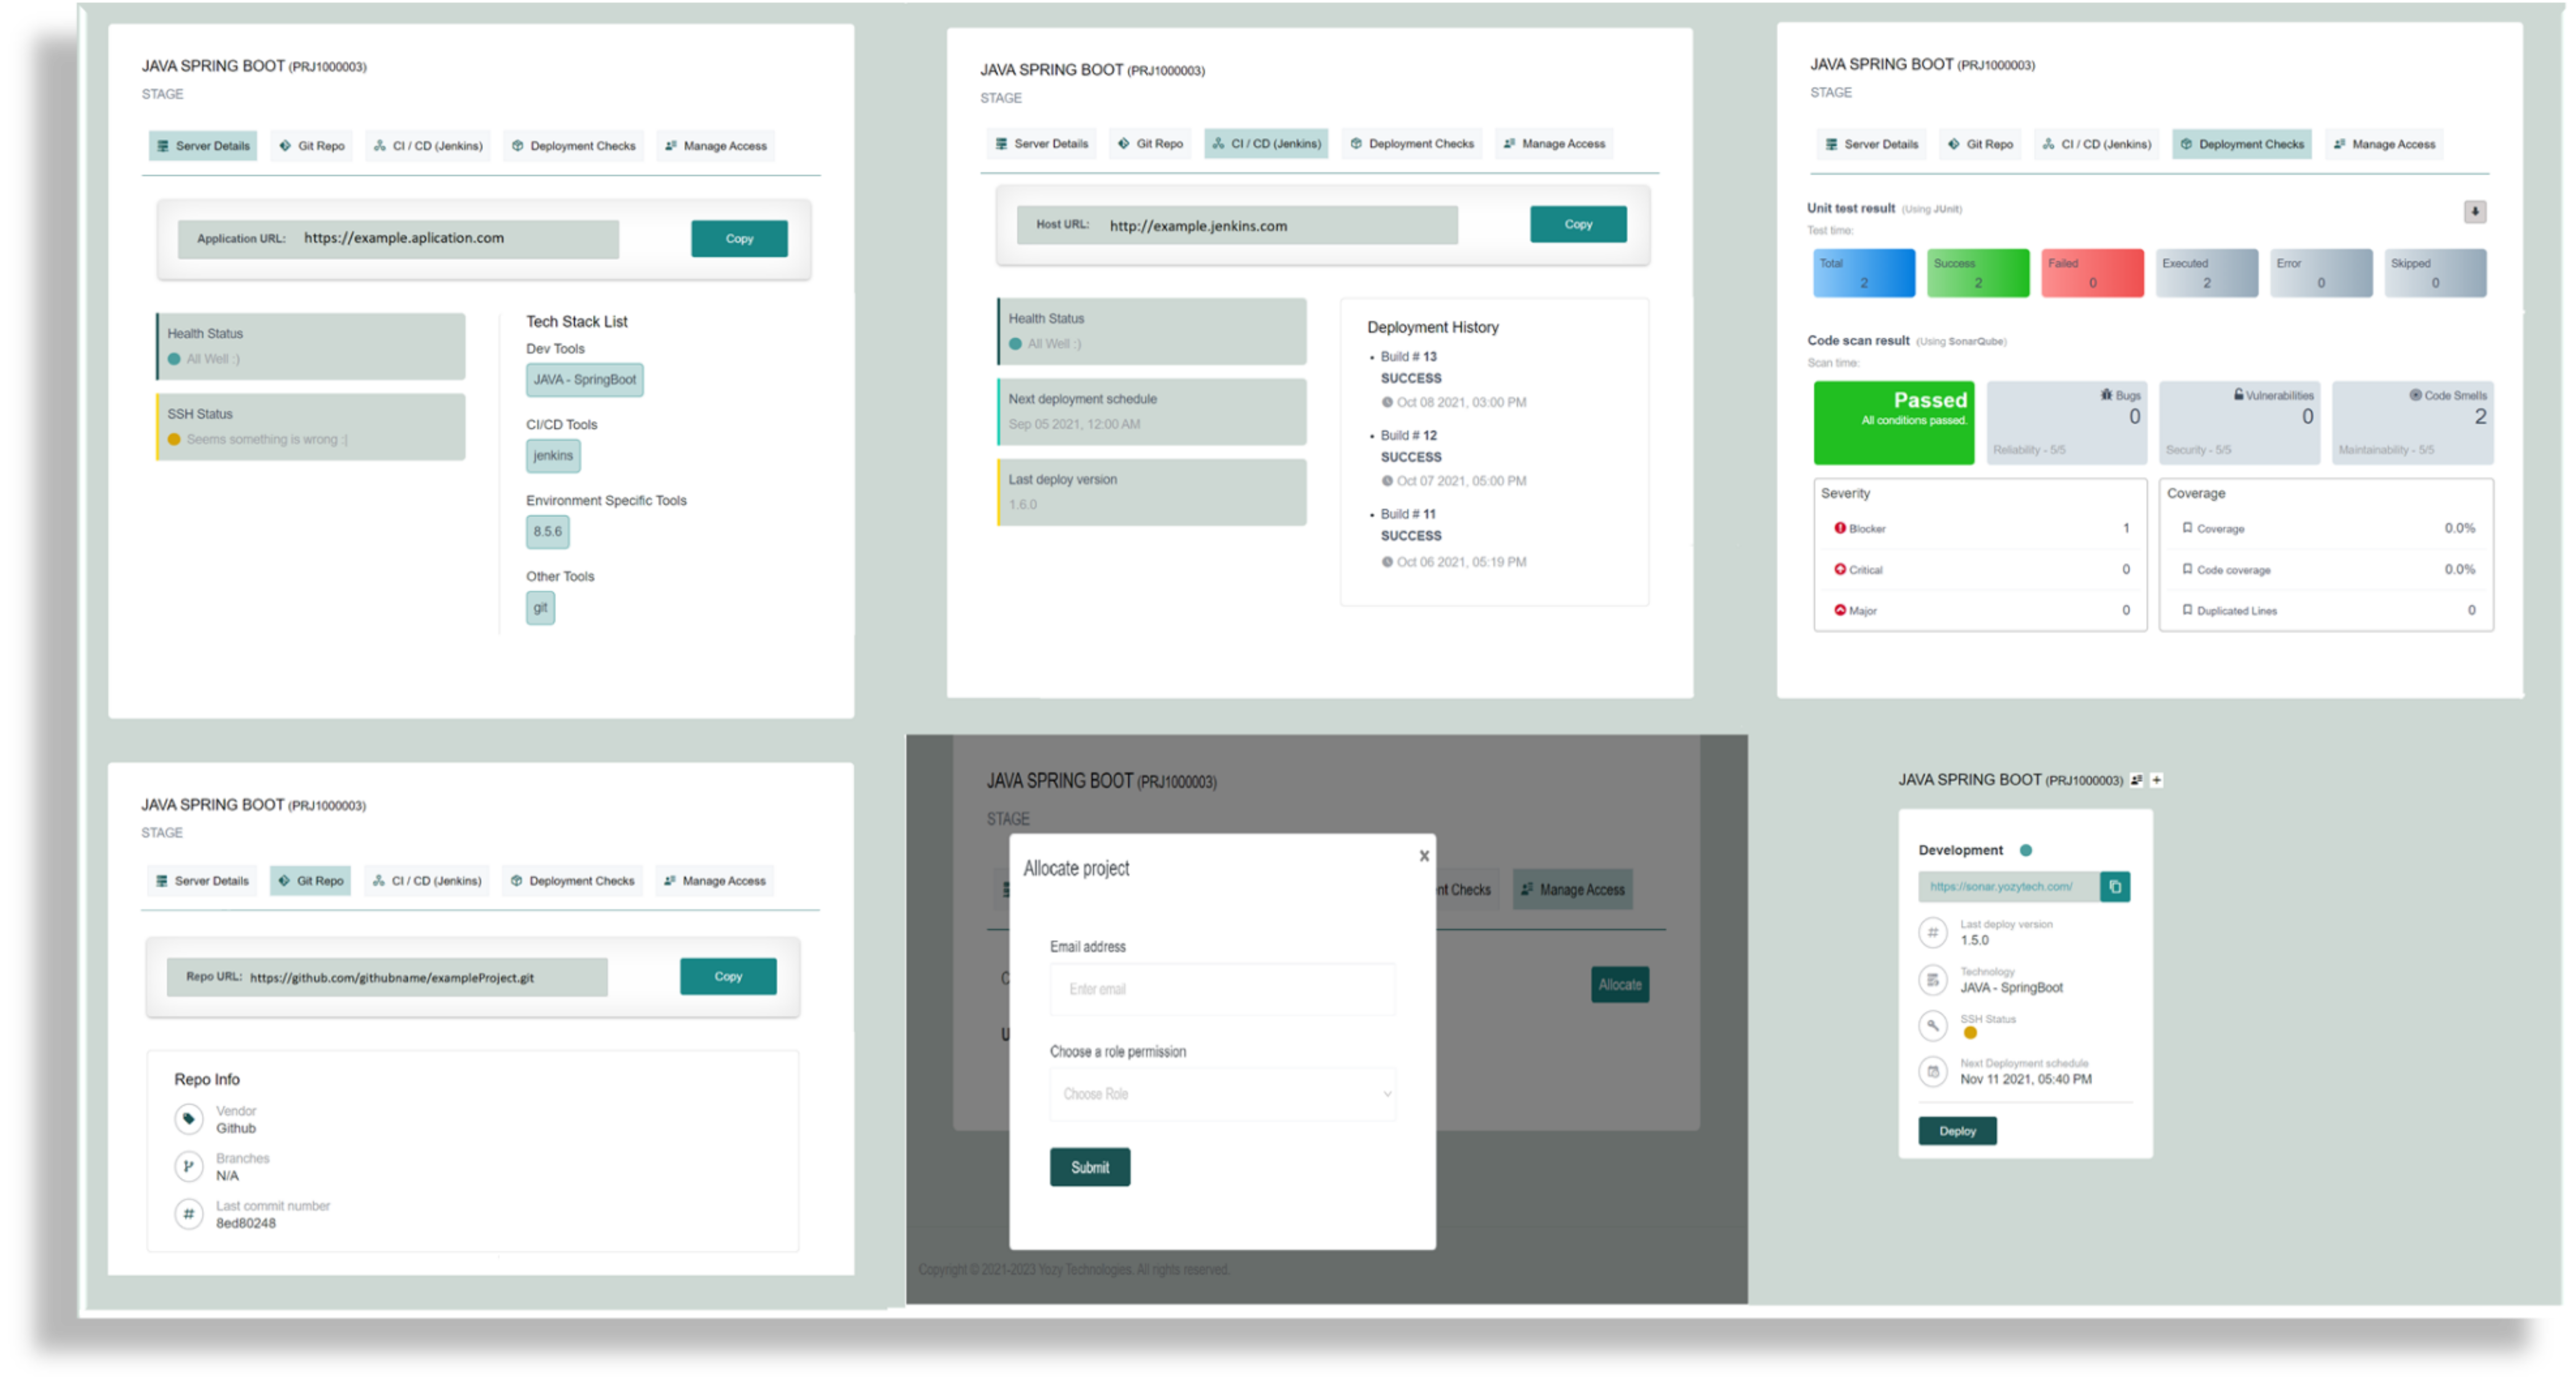 JAVA SPRING BOOT (PRJ1000003)
STAGE
Server Details
Git Repo
CI / CD (Jenkins)
Deployment Checks
Manage Access
Application URL: https://example.aplication.com
Copy
Health Status
All Well :)
SSH Status
Seems something is wrong :|
Tech Stack List
Dev Tools
JAVA - SpringBoot
CI/CD Tools
jenkins
Environment Specific Tools
8.5.6
Other Tools
git
JAVA SPRING BOOT (PRJ1000003)
STAGE
Server Details
Git Repo
CI / CD (Jenkins)
Deployment Checks
Manage Access
Host URL: http://example.jenkins.com
Copy
Health Status
All Well :)
Next deployment schedule
Sep 05 2021, 12:00 AM
Last deploy version
1.6.0
Deployment History
• Build # 13
SUCCESS
Oct 08 2021, 03:00 PM
• Build # 12
SUCCESS
Oct 07 2021, 05:00 PM
• Build # 11
SUCCESS
Oct 06 2021, 05:19 PM
JAVA SPRING BOOT (PRJ1000003)
STAGE
Server Details
Git Repo
CI / CD (Jenkins)
Deployment Checks
Manage Access
Unit test result (Using JUnit)
Test time:
Total
2
Success
2
Failed
0
Executed
2
Error
0
Skipped
0
Code scan result (Using SonarQube)
Scan time:
Passed
All conditions passed.
Bugs
0
Reliability - 5/5
Vulnerabilities
0
Security - 5/5
Code Smells
2
Maintainability - 5/5
Severity
Blocker 1
Critical 0
Major 0
Coverage
Coverage 0.0%
Code coverage 0.0%
Duplicated Lines 0
JAVA SPRING BOOT (PRJ1000003)
STAGE
Server Details
Git Repo
CI / CD (Jenkins)
Deployment Checks
Manage Access
Repo URL: https://github.com/githubname/exampleProject.git
Copy
Repo Info
Vendor
Github
Branches
N/A
# Last commit number
8ed80248
JAVA SPRING BOOT (PRJ1000003)
STAGE
nt Checks
Manage Access
C
Allocate
U
Allocate project
x
Email address
Enter email
Choose a role permission
Choose Role
Submit
Copyright © 2021-2023 Yozy Technologies. All rights reserved.
JAVA SPRING BOOT (PRJ1000003) +
Development
https://sonar.yozytech.com/
# Last deploy version
1.5.0
Technology
JAVA - SpringBoot
SSH Status
Next Deployment schedule
Nov 11 2021, 05:40 PM
Deploy